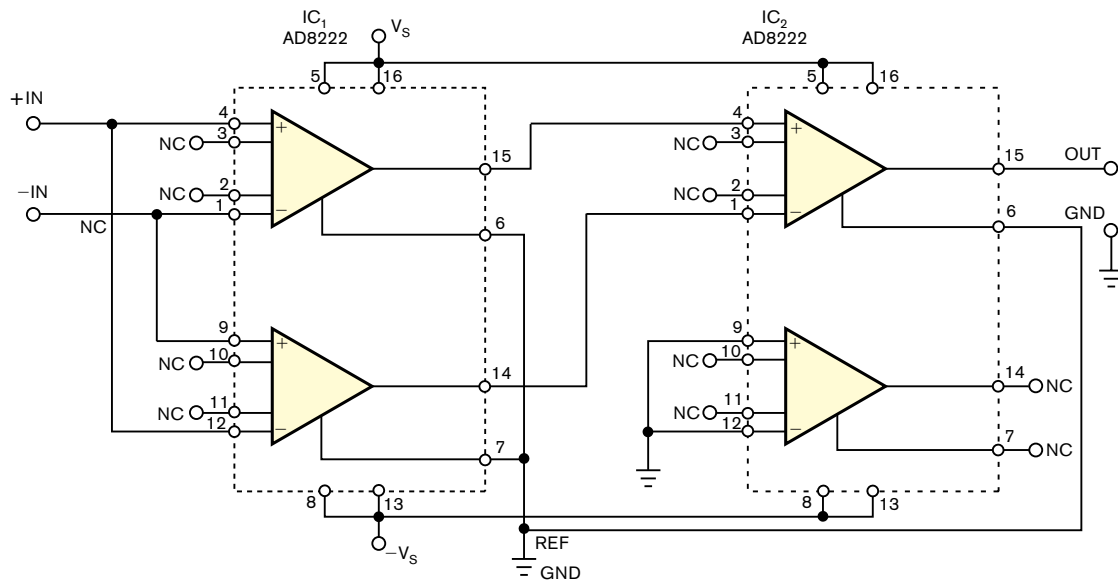 IC1
AD8222
VS
IC2
AD8222
5
16
5
16
+IN
4
+
3
NC
15
2
NC
–IN
1
–
NC
6
4
+
3
NC
15
OUT
2
NC
1
–
6
GND
9
+
10
NC
14
11
NC
12
–
7
9
+
10
NC
14
NC
11
NC
12
–
7
NC
8
13
8
13
–VS
REF
GND